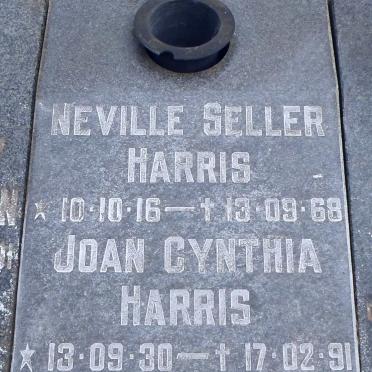 NEVILLE SELLER
HARRIS
★ 10·10·16 — † 13·09·68
JOAN CYNTHIA
HARRIS
★ 13·09·30 — † 17·02·91